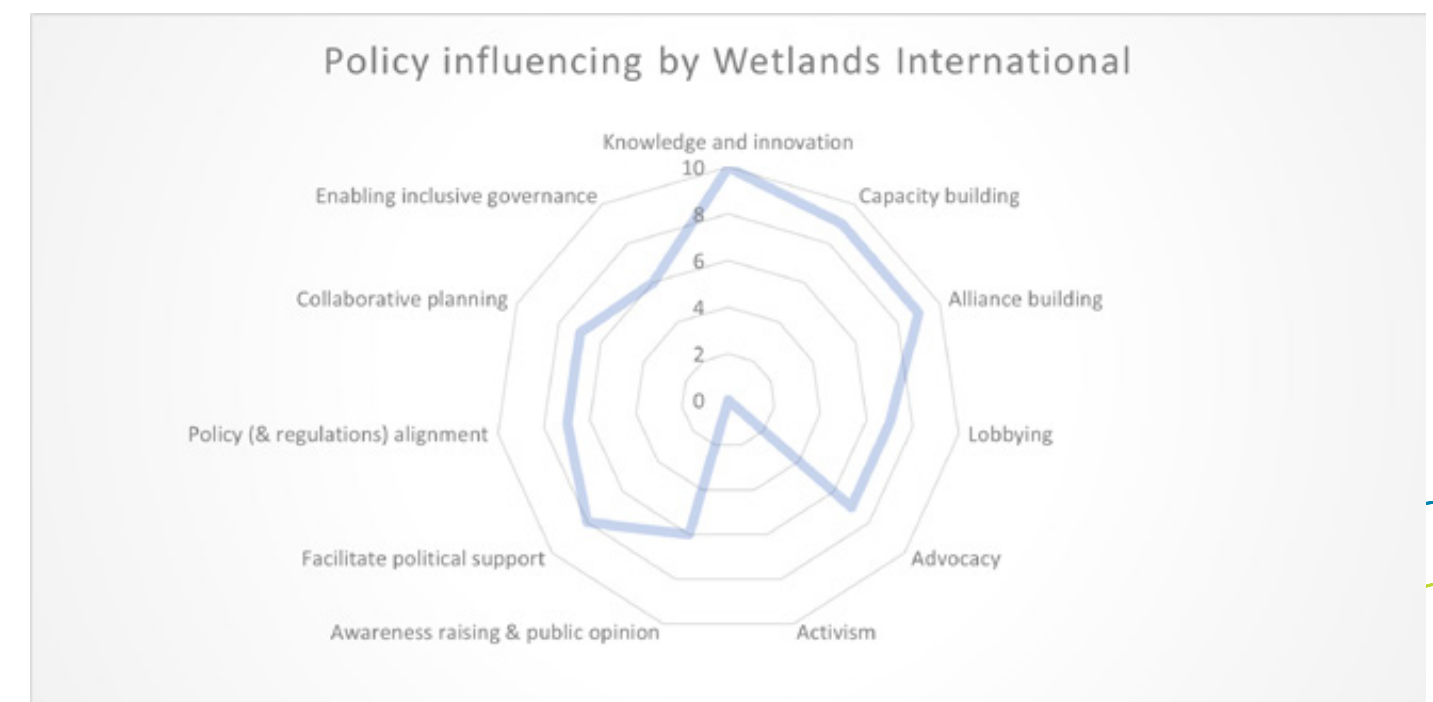 Policy influencing by Wetlands International
Knowledge and innovation
10
Enabling inclusive governance
Capacity building
8
6
Collaborative planning
Alliance building
4
2
0
Policy (& regulations) alignment
Lobbying
Facilitate political support
Advocacy
Awareness raising & public opinion
Activism